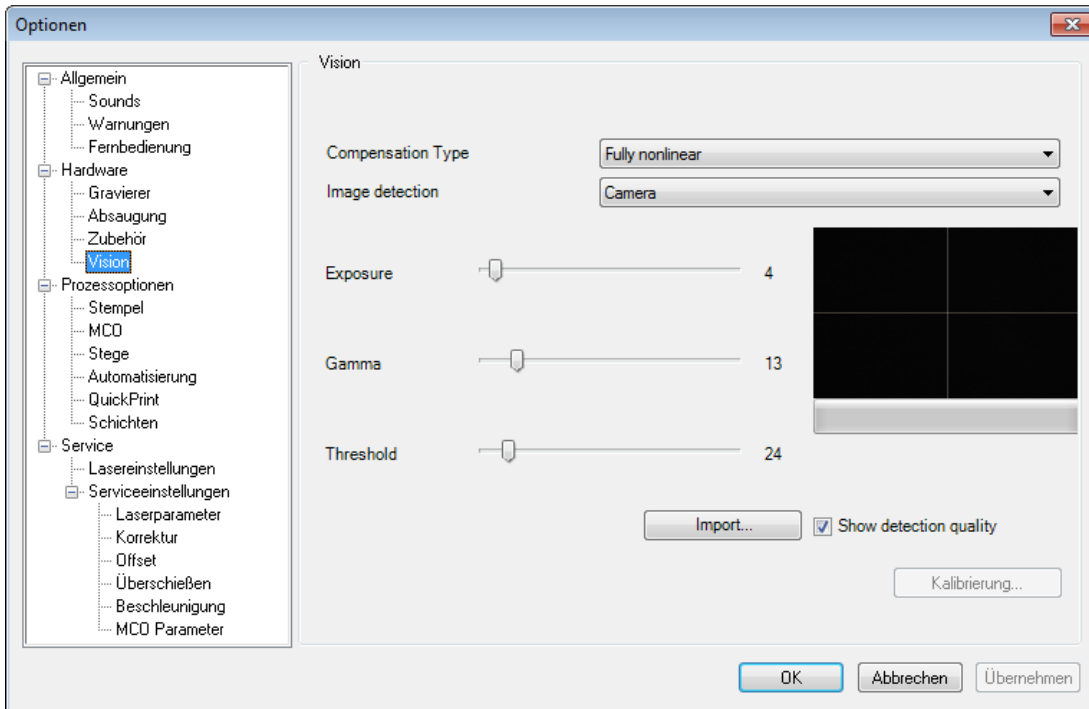 Optionen
Allgemein
Sounds
Warnungen
Fernbedienung
Hardware
Gravierer
Absaugung
Zubehör
Vision
Prozessoptionen
Stempel
MCO
Stege
Automatisierung
QuickPrint
Schichten
Service
Lasereinstellungen
Serviceeinstellungen
Laserparameter
Korrektur
Offset
Überschießen
Beschleunigung
MCO Parameter
Vision
Compensation Type Fully nonlinear
Image detection Camera
Exposure 4
Gamma 13
Threshold 24
Import... Show detection quality
Kalibrierung...
OK Abbrechen Übernehmen